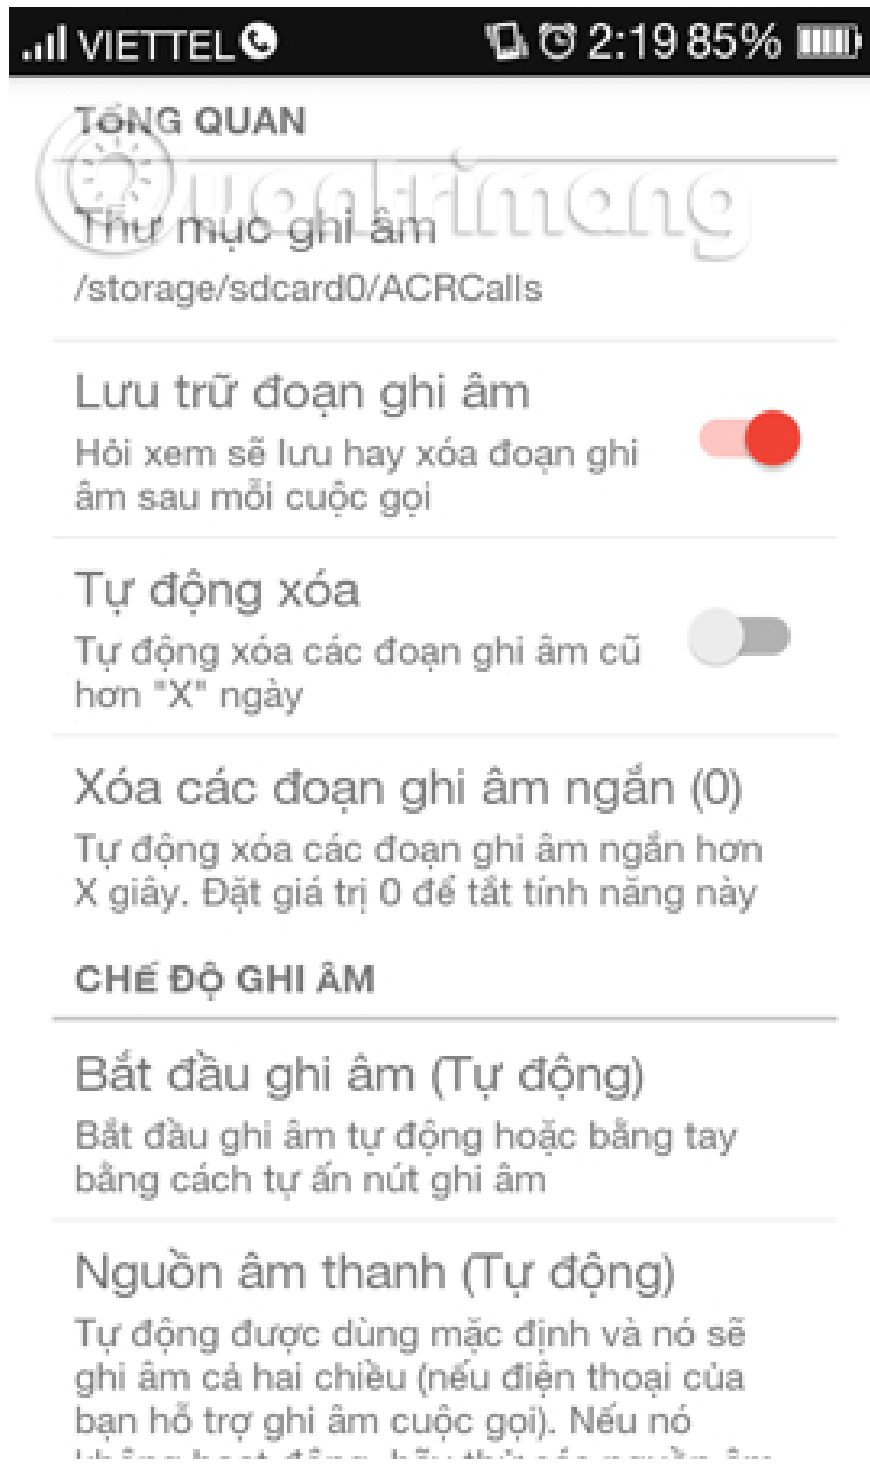 VIETTEL 2:19 85%
TỔNG QUAN
Quantrimang
Thư mục ghi âm
/storage/sdcard0/ACRCalls
Lưu trữ đoạn ghi âm
Hỏi xem sẽ lưu hay xóa đoạn ghi
âm sau mỗi cuộc gọi
Tự động xóa
Tự động xóa các đoạn ghi âm cũ
hơn "X" ngày
Xóa các đoạn ghi âm ngắn (0)
Tự động xóa các đoạn ghi âm ngắn hơn
X giây. Đặt giá trị 0 để tắt tính năng này
CHẾ ĐỘ GHI ÂM
Bắt đầu ghi âm (Tự động)
Bắt đầu ghi âm tự động hoặc bằng tay
bằng cách tự ấn nút ghi âm
Nguồn âm thanh (Tự động)
Tự động được dùng mặc định và nó sẽ
ghi âm cả hai chiều (nếu điện thoại của
bạn hỗ trợ ghi âm cuộc gọi). Nếu nó